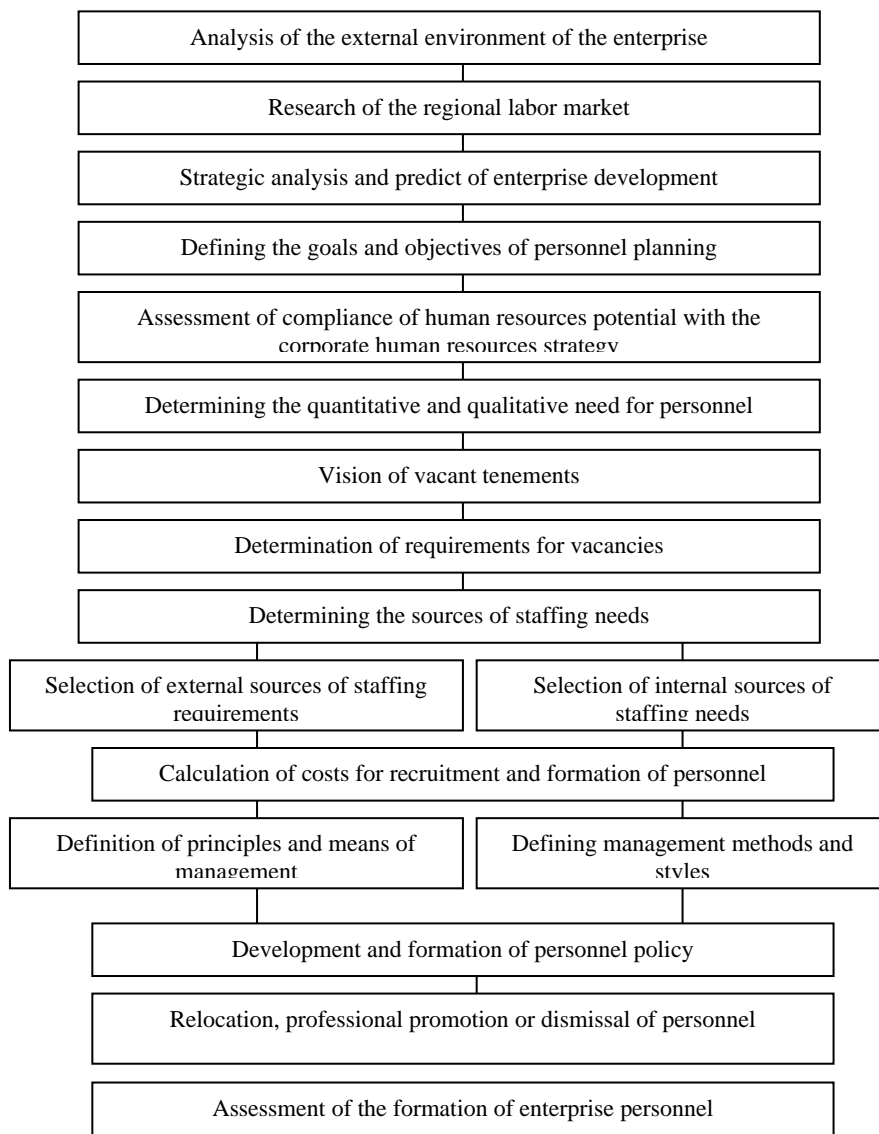 Analysis of the external environment of the enterprise
Research of the regional labor market
Strategic analysis and predict of enterprise development
Defining the goals and objectives of personnel planning
Assessment of compliance of human resources potential with the
corporate human resources strategy
Determining the quantitative and qualitative need for personnel
Vision of vacant tenements
Determination of requirements for vacancies
Determining the sources of staffing needs
Selection of external sources of staffing
requirements
Selection of internal sources of
staffing needs
Calculation of costs for recruitment and formation of personnel
Definition of principles and means of
management
Defining management methods and
styles
Development and formation of personnel policy
Relocation, professional promotion or dismissal of personnel
Assessment of the formation of enterprise personnel